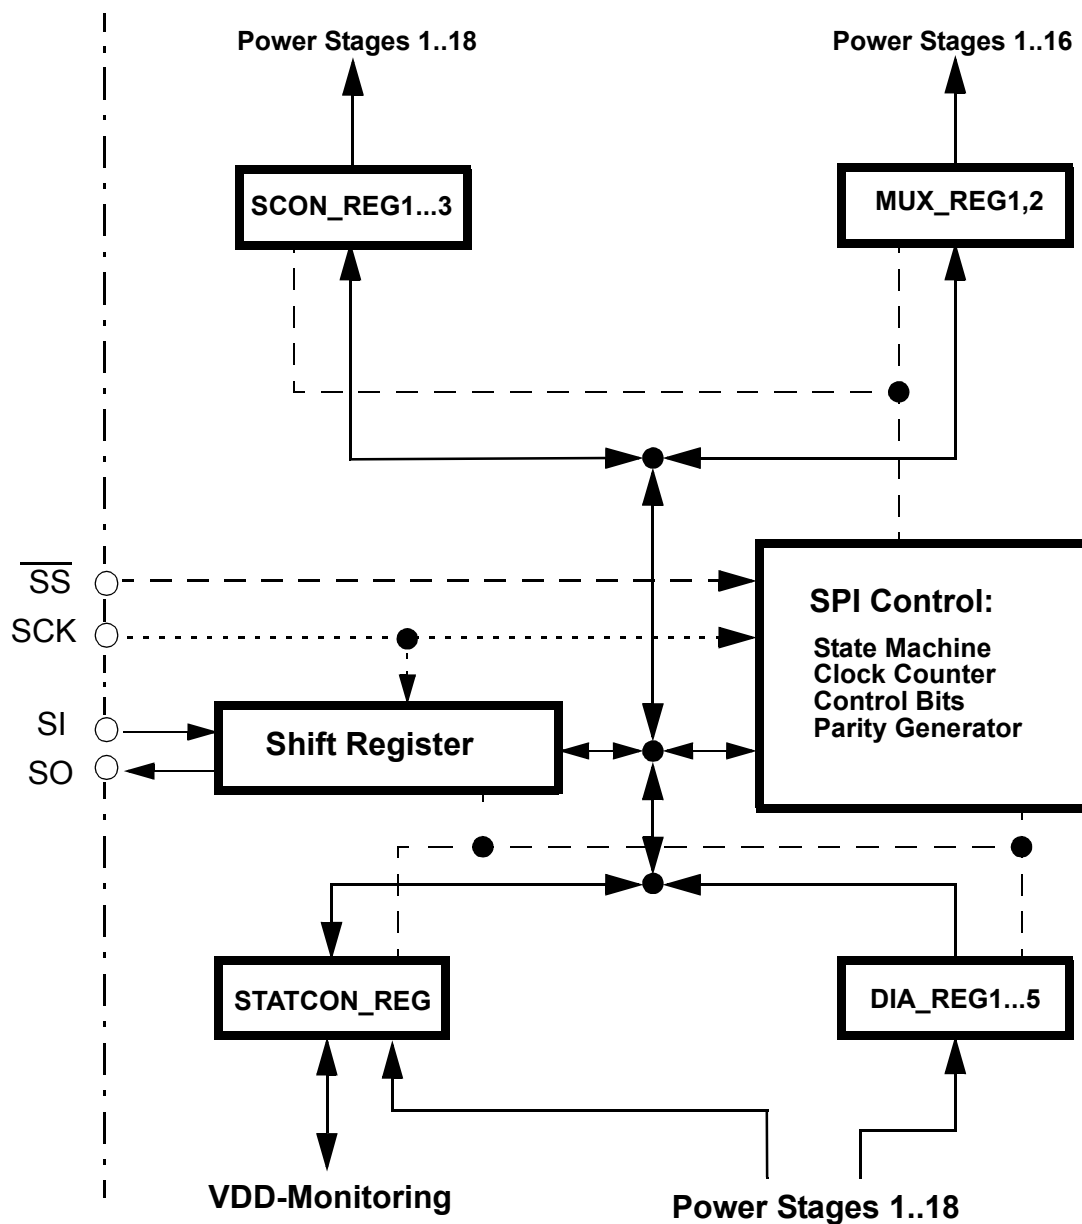 Power Stages 1..18
Power Stages 1..16
SCON_REG1...3
MUX_REG1,2
SS
SCK
SI
SO
SPI Control:
State Machine
Clock Counter
Control Bits
Parity Generator
Shift Register
STATCON_REG
DIA_REG1...5
VDD-Monitoring
Power Stages 1..18